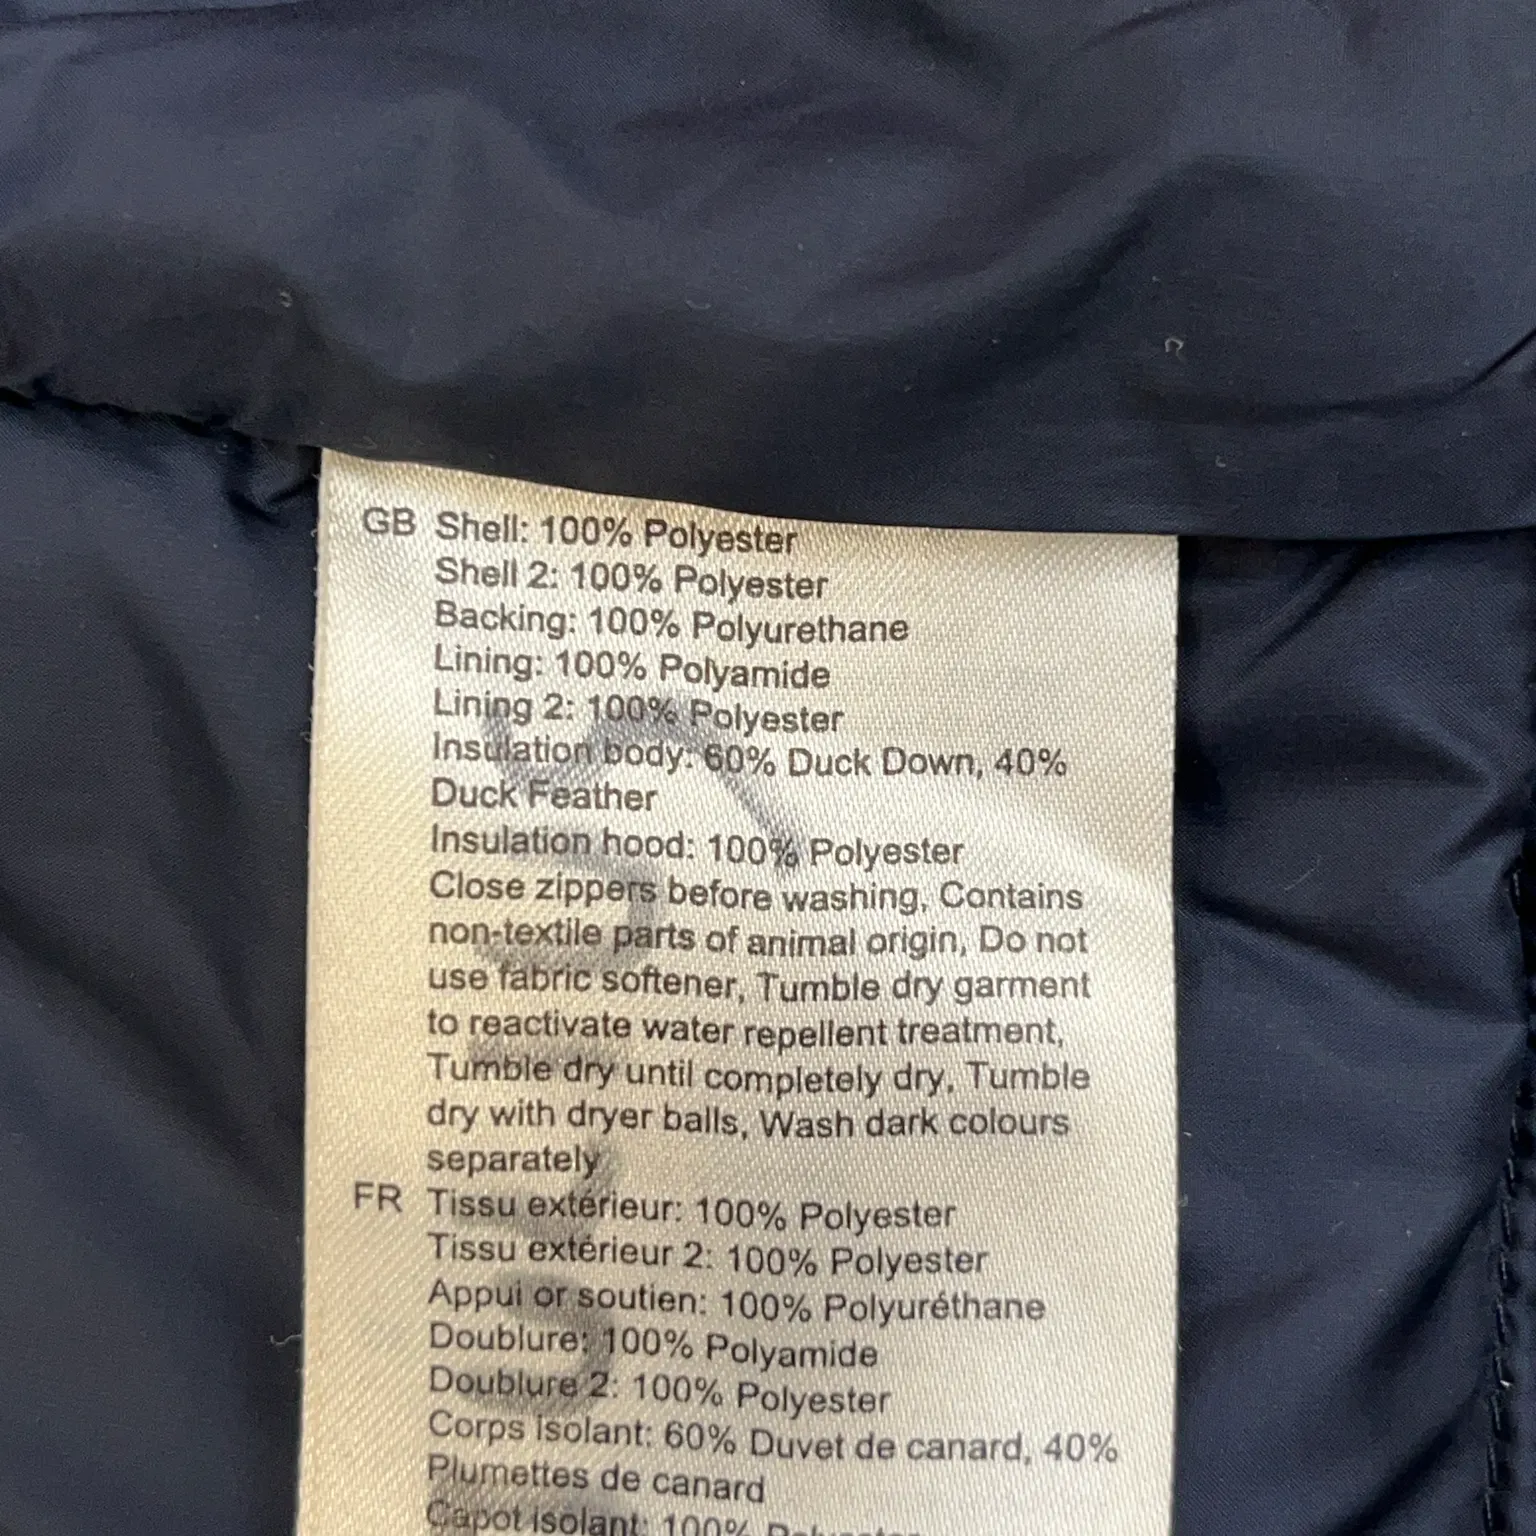 GB Shell: 100% Polyester
Shell 2: 100% Polyester
Backing: 100% Polyurethane
Lining: 100% Polyamide
Lining 2: 100% Polyester
Insulation body: 60% Duck Down, 40%
Duck Feather
Insulation hood: 100% Polyester
Close zippers before washing, Contains
non-textile parts of animal origin, Do not
use fabric softener, Tumble dry garment
to reactivate water repellent treatment,
Tumble dry until completely dry, Tumble
dry with dryer balls, Wash dark colours
separately
FR Tissu extérieur: 100% Polyester
Tissu extérieur 2: 100% Polyester
Appui or soutien: 100% Polyuréthane
Doublure: 100% Polyamide
Doublure 2: 100% Polyester
Corps isolant: 60% Duvet de canard, 40%
Plumettes de canard
Capot isolant: 100% Polyester